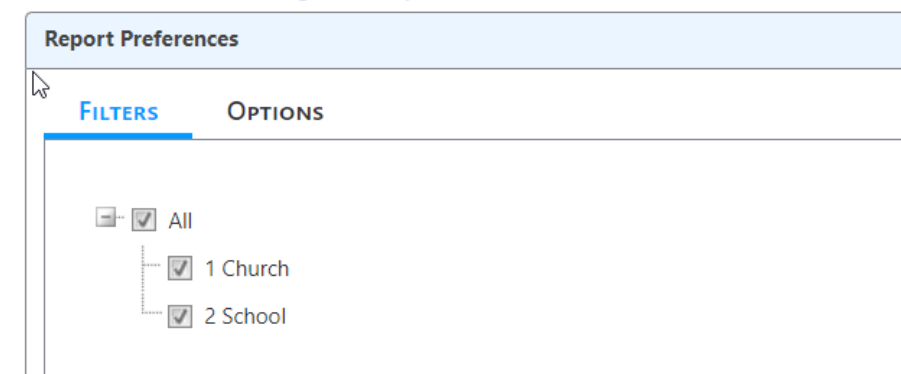 Report Preferences
Filters Options
All
1 Church
2 School